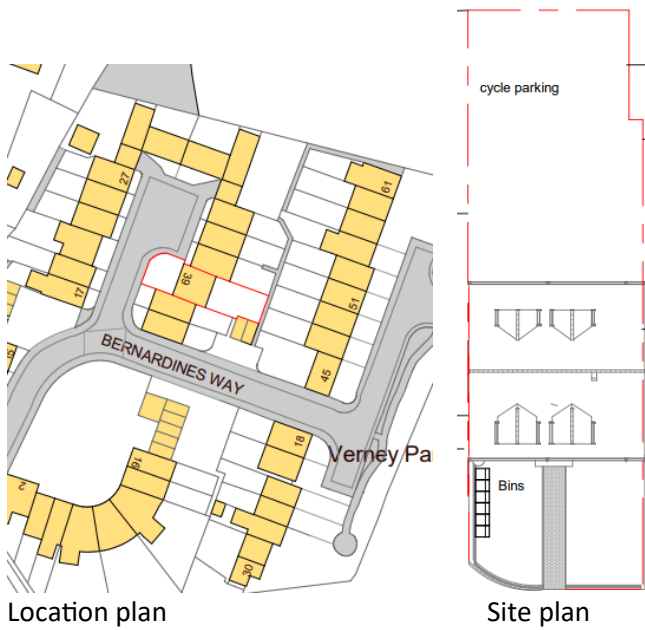 cycle parking
27
61
39
17
51
BERNARDINES WAY
45
18
Verney Pa
16
2
30
Bins
Location plan
Site plan